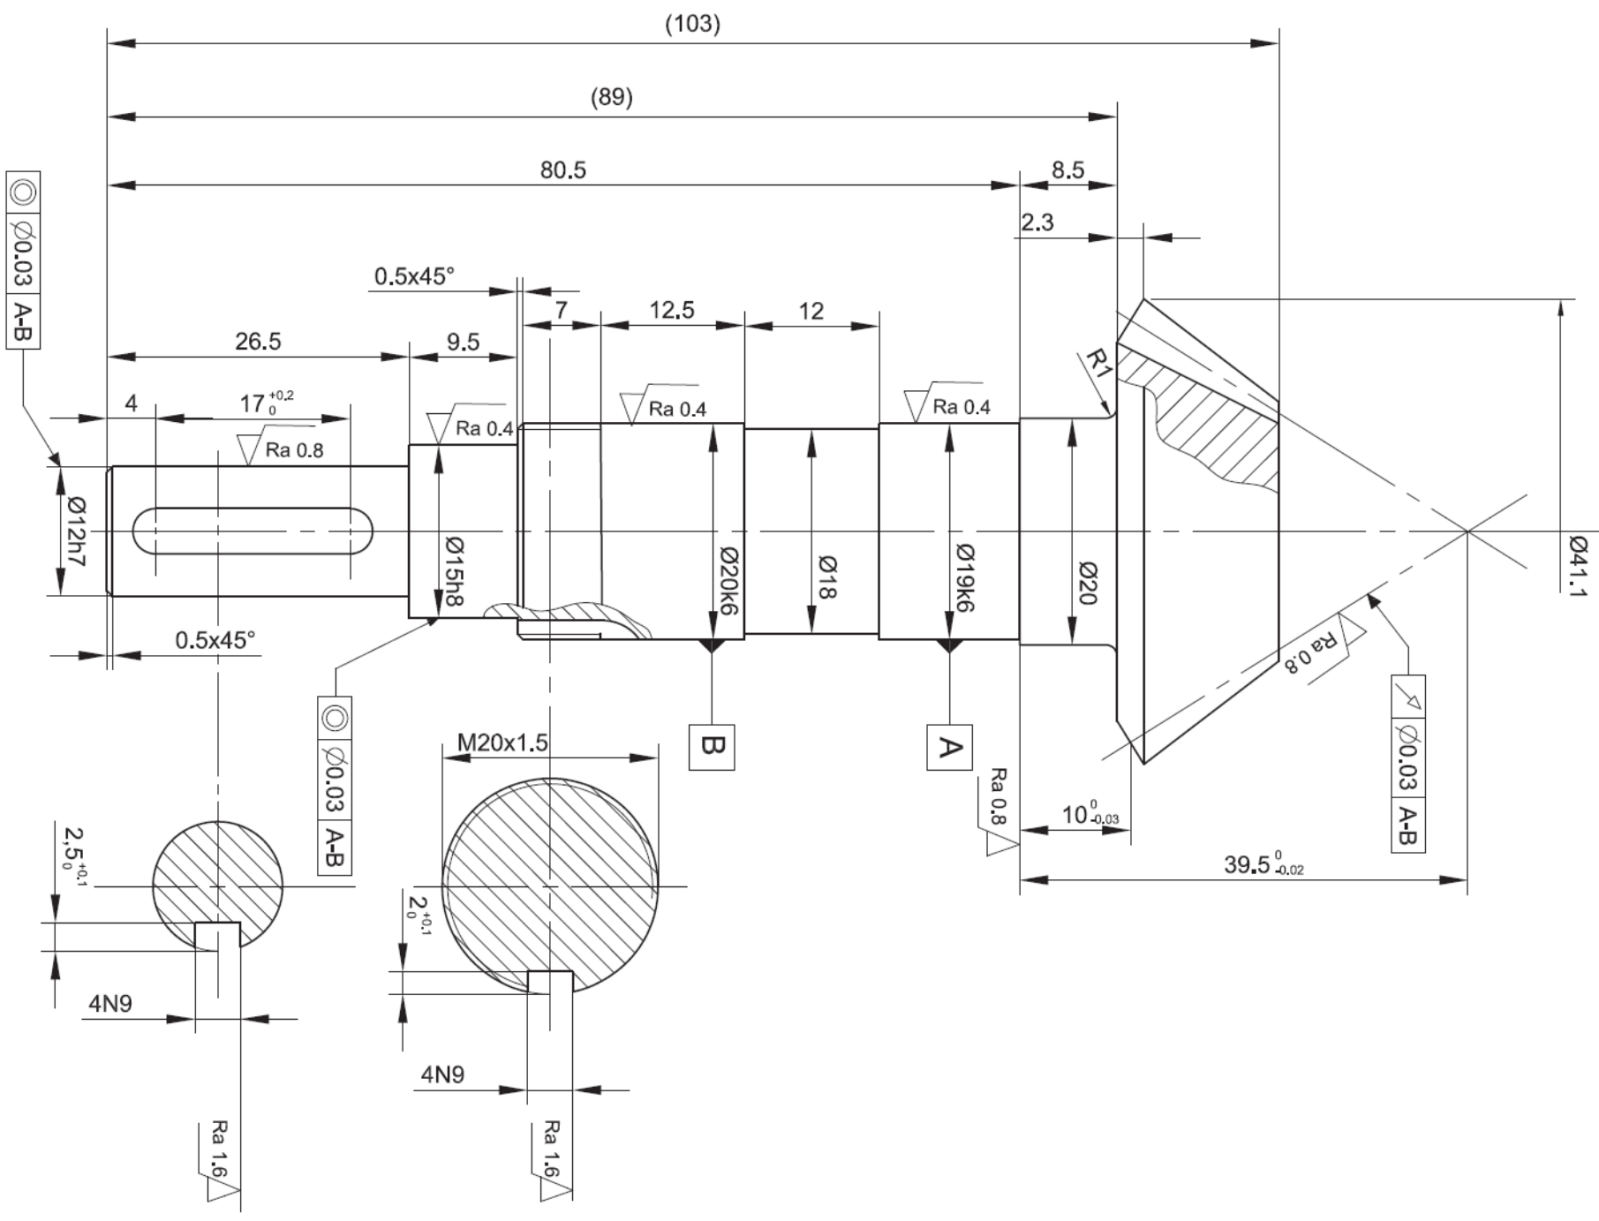 (103)
(89)
80.5
8.5
2.3
0.5x45°
7
12.5
12
26.5
9.5
4
17 +0.2 0
Ra 0.8
Ra 0.4
Ra 0.4
Ra 0.4
R1
Ø0.03 A-B
Ø12h7
Ø15h8
Ø20k6
Ø18
Ø19k6
Ø20
Ø41.1
0.5x45°
Ra 0.8
Ø0.03 A-B
B
A
Ø0.03 A-B
M20x1.5
Ra 0.8
10 0 -0.03
39.5 0 -0.02
2,5 +0.1 0
2 +0.1 0
4N9
4N9
Ra 1.6
Ra 1.6